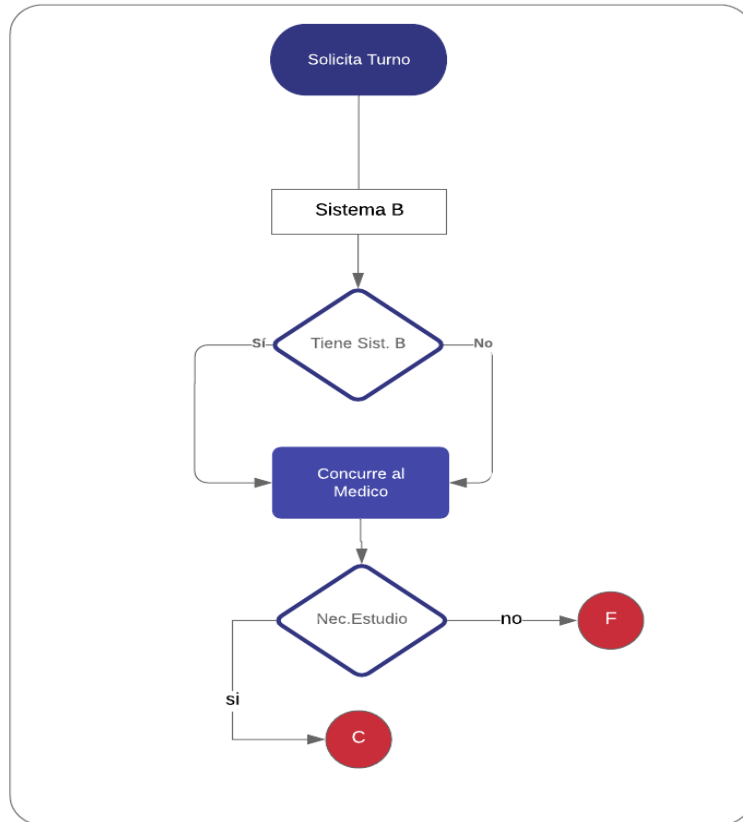 Solicita Turno
Sistema B
Tiene Sist. B
Sí
No
Concurre al
Medico
Nec.Estudio
no
F
si
C